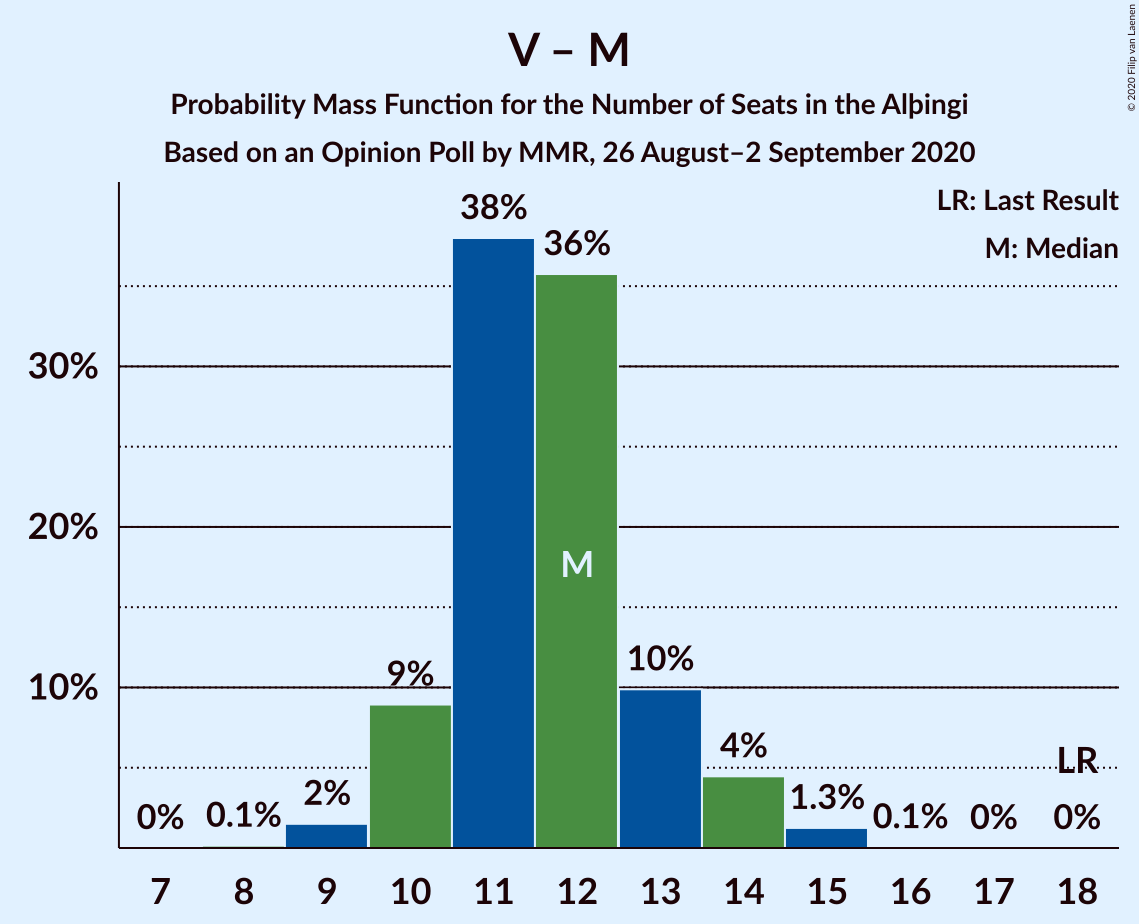 V – M
Probability Mass Function for the Number of Seats in the Alþingi
Based on an Opinion Poll by MMR, 26 August–2 September 2020
© 2020 Filip van Laenen
LR: Last Result
M: Median
38%
36%
30%
20%
M
10%
9%
10%
4%
LR
0%
0.1%
2%
1.3%
0.1%
0%
0%
7 8 9 10 11 12 13 14 15 16 17 18